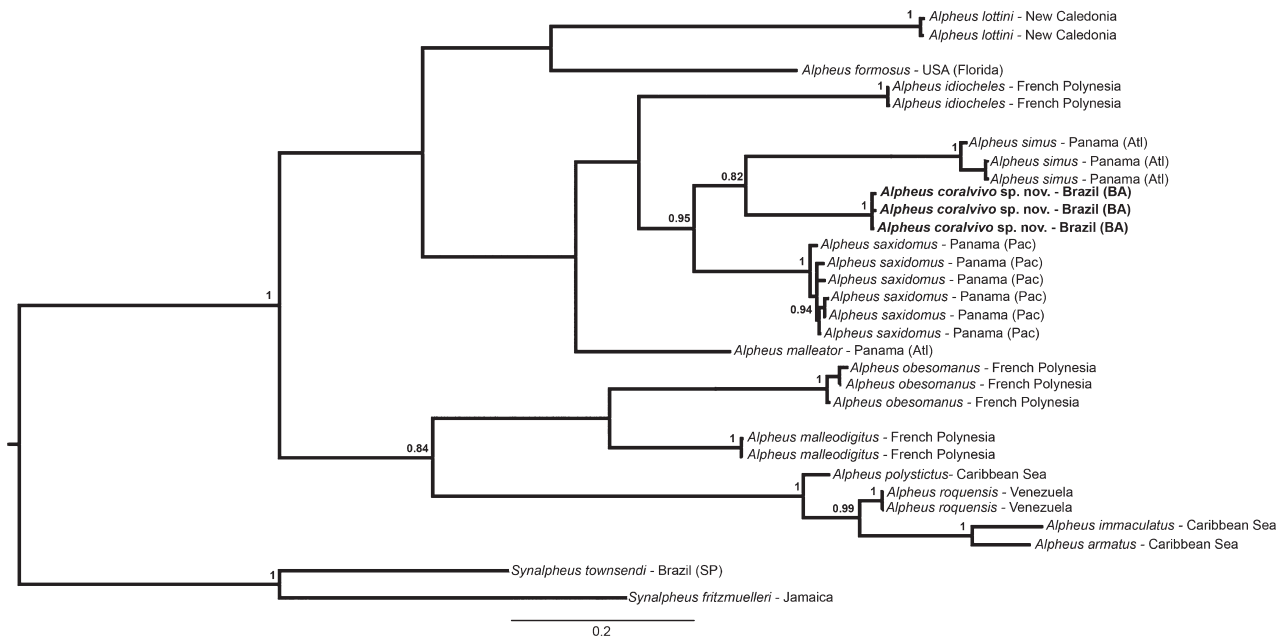 1
Alpheus lottini - New Caledonia
Alpheus lottini - New Caledonia
Alpheus formosus - USA (Florida)
1
Alpheus idiocheles - French Polynesia
Alpheus idiocheles - French Polynesia
1
Alpheus simus - Panama (Atl)
Alpheus simus - Panama (Atl)
Alpheus simus - Panama (Atl)
0.82
1
Alpheus coralvivo sp. nov. - Brazil (BA)
Alpheus coralvivo sp. nov. - Brazil (BA)
Alpheus coralvivo sp. nov. - Brazil (BA)
0.95
1
Alpheus saxidomus - Panama (Pac)
Alpheus saxidomus - Panama (Pac)
Alpheus saxidomus - Panama (Pac)
Alpheus saxidomus - Panama (Pac)
0.94
Alpheus saxidomus - Panama (Pac)
Alpheus saxidomus - Panama (Pac)
1
Alpheus malleator - Panama (Atl)
1
Alpheus obesomanus - French Polynesia
Alpheus obesomanus - French Polynesia
Alpheus obesomanus - French Polynesia
0.84
1
Alpheus malleodigitus - French Polynesia
Alpheus malleodigitus - French Polynesia
1
Alpheus polystictus- Caribbean Sea
0.99
1
Alpheus roquensis - Venezuela
Alpheus roquensis - Venezuela
1
Alpheus immaculatus - Caribbean Sea
Alpheus armatus - Caribbean Sea
1
Synalpheus townsendi - Brazil (SP)
Synalpheus fritzmuelleri - Jamaica
0.2